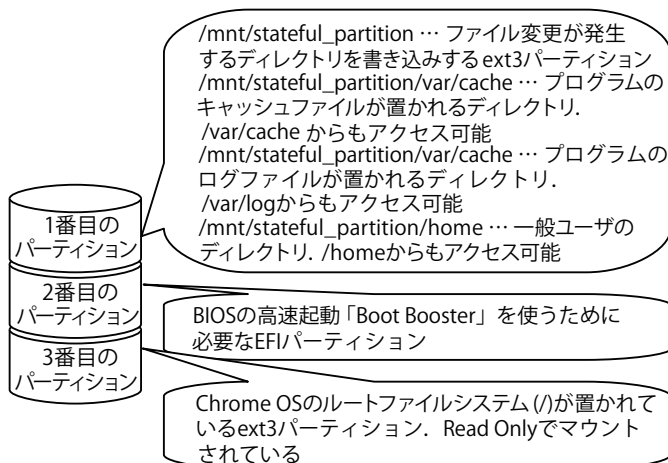 /mnt/stateful_partition … ファイル変更が発生
するディレクトリを書き込みするext3パーティション
/mnt/stateful_partition/var/cache … プログラムの
キャッシュファイルが置かれるディレクトリ.
/var/cache からもアクセス可能
/mnt/stateful_partition/var/cache … プログラムの
ログファイルが置かれるディレクトリ.
/var/logからもアクセス可能
/mnt/stateful_partition/home … 一般ユーザの
ディレクトリ. /homeからもアクセス可能
1番目の
パーティション
2番目の
パーティション
BIOSの高速起動「Boot Booster」を使うために
必要なEFIパーティション
3番目の
パーティション
Chrome OSのルートファイルシステム(/)が置かれて
いるext3パーティション. Read Onlyでマウント
されている